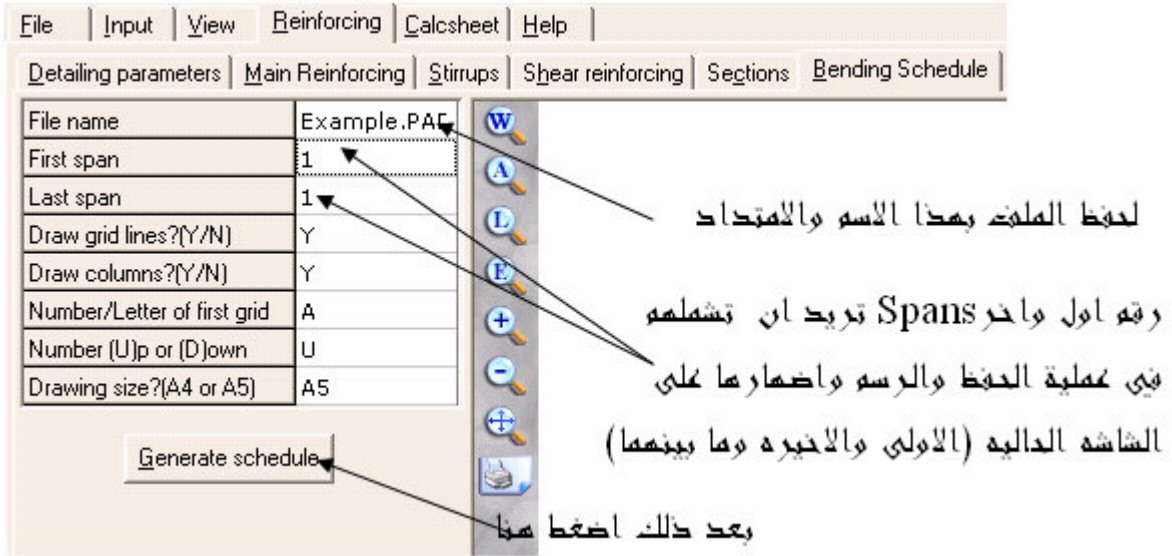 File Input View Reinforcing Calcsheet Help
Detailing parameters Main Reinforcing Stirrups Shear reinforcing Sections Bending Schedule
File name Example.PAF
First span 1
Last span 1
Draw grid lines?(Y/N) Y
Draw columns?(Y/N) Y
Number/Letter of first grid A
Number (U)p or (D)own U
Drawing size?(A4 or A5) A5
Generate schedule
W
A
L
E
لحفظ الملف بهذا الاسم والامتداد
رقم اول واخر Spans تريد ان تشملهم
في عملية الحفظ والرسم واضهارها على
الشاشه الحاليه (الاولى والاخيره وما بينهما)
بعد ذلك اضغط هنا